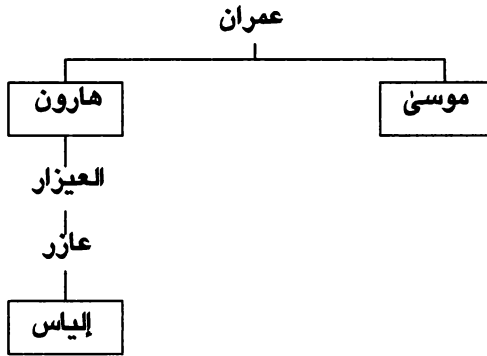 عمران
موسىٰ هارون
العيزار
عازر
إلياس